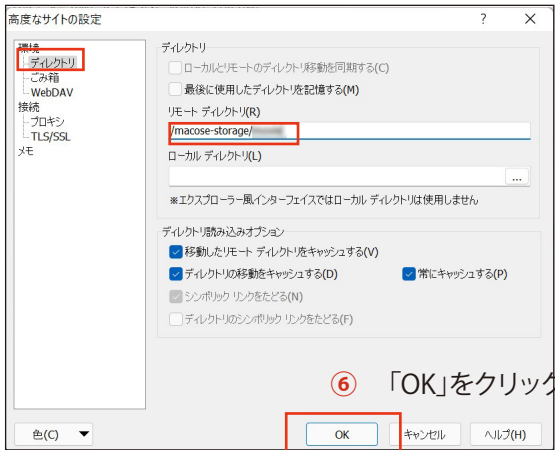 高度なサイトの設定
? ×
環境
ディレクトリ
ごみ箱
WebDAV
接続
プロキシ
TLS/SSL
メモ
ディレクトリ
ローカルとリモートのディレクトリ移動を同期する(C)
最後に使用したディレクトリを記憶する(M)
リモート ディレクトリ(R)
/macose-storage/
ローカル ディレクトリ(L)
...
※エクスプローラー風インターフェイスではローカル ディレクトリは使用しません
ディレクトリ読み込みオプション
移動したリモート ディレクトリをキャッシュする(V)
ディレクトリの移動をキャッシュする(D) 常にキャッシュする(P)
シンボリック リンクをたどる(N)
ディレクトリのシンボリック リンクをたどる(F)
⑥ 「OK」をクリック
色(C) OK キャンセル ヘルプ(H)